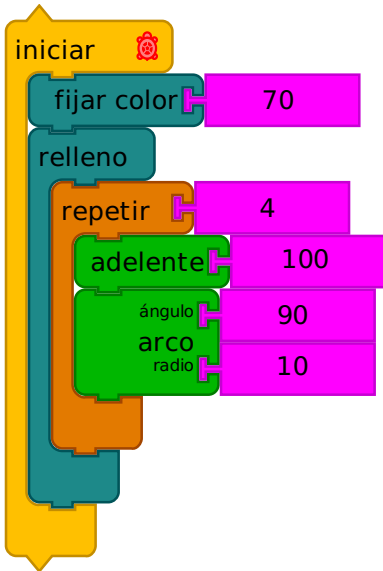 iniciar
fijar color 70
relleno
repetir 4
adelente 100
ángulo 90
arco
radio 10